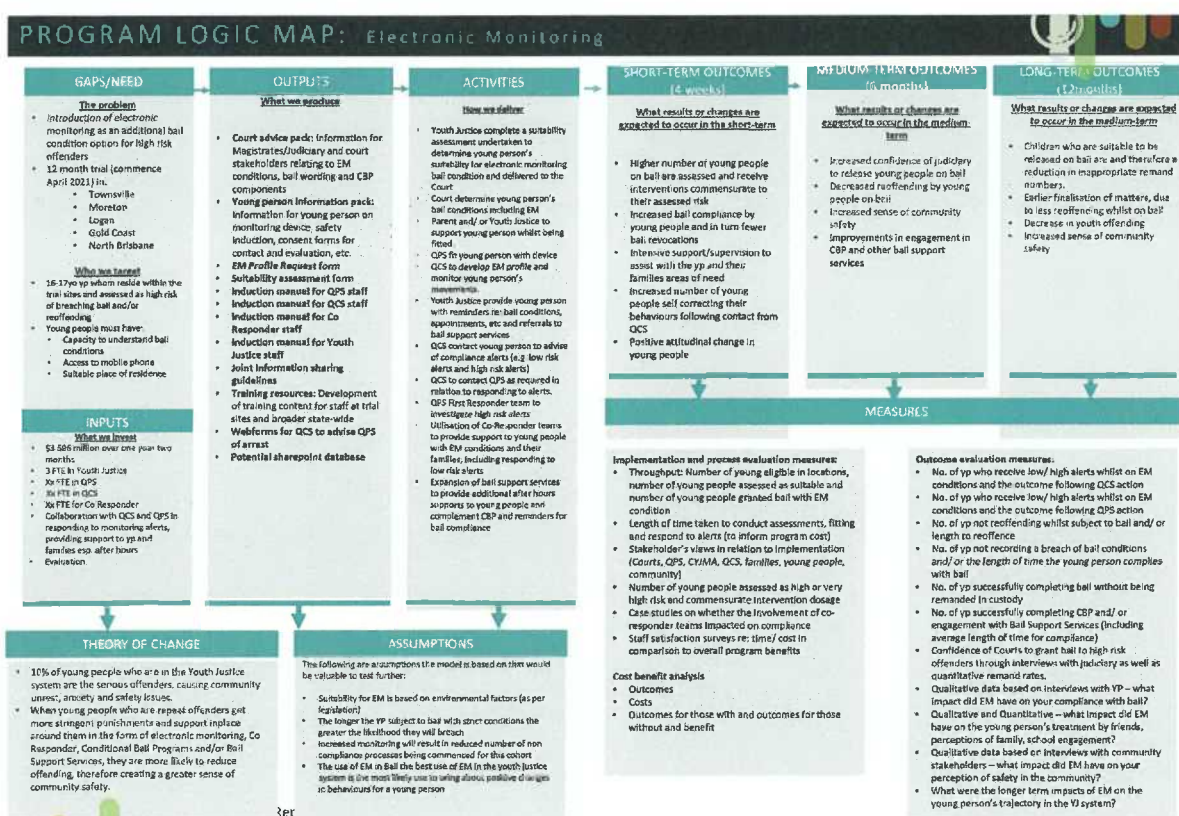 PROGRAM LOGIC MAP: Electronic Monitoring
GAPS/NEED
The problem
• Introduction of electronic
monitoring as an additional bail
condition option for high risk
offenders
• 12 month trial (commence
April 2021) in.
• Townsville
• Moreton
• Logan
• Gold Coast
• North Brisbane
Who we target
• 16-17yo yp whom reside within the
trial sites and assessed as high risk
of breaching bail and/or
reoffending
• Young people must have:
• Capacity to understand bail
conditions
• Access to mobile phone
• Suitable place of residence
INPUTS
What we invest
• $3.586 million over one year two
months
• 3 FTE in Youth Justice
• Xx FTE in QPS
• Xx FTE in QCS
• Xx FTE for Co Responder
• Collaboration with QCS and QPS in
responding to monitoring alerts,
providing support to yp and
families esp. after hours
• Evaluation
OUTPUTS
What we produce
• Court advice pack: information for
Magistrates/Judiciary and court
stakeholders relating to EM
conditions, bail wording and CBP
components
• Young person information pack:
Information for young person on
monitoring device, safety
induction, consent forms for
contact and evaluation, etc.
• EM Profile Request form
• Suitability assessment form
• Induction manual for QPS staff
• Induction manual for QCS staff
• Induction manual for Co
Responder staff
• Induction manual for Youth
Justice staff
• Joint information sharing
guidelines
• Training resources: Development
of training content for staff at trial
sites and broader state-wide
• Webforms for QCS to advise QPS
of arrest
• Potential sharepoint database
ACTIVITIES
How we deliver
• Youth Justice complete a suitability
assessment undertaken to
determing young person's
suitability for electronic monitoring
bail condition and delivered to the
Court
• Court determine young person's
bail conditions including EM
• Parent and/ or Youth Justice to
support young person whilst being
fitted
• QPS fit young person with device
• QCS to develop EM profile and
monitor young person's
movements.
• Youth Justice provide young person
with reminders re: bail conditions,
appointments, etc and referrals to
bail support services
• QCS contact young person to advise
of compliance alerts (e.g. low risk
alerts and high risk alerts)
• QCS to contact QPS as required in
relation to responding to alerts.
• QPS First Responder team to
investigate high risk alerts
• Utilisation of Co-Responder teams
to provide support to young people
with EM conditions and their
families, including responding to
low risk alerts
• Expansion of bail support services
to provide additional after hours
supports to young people and
complement CBP and reminders for
bail compliance
SHORT-TERM OUTCOMES
(4 weeks)
What results or changes are
expected to occur in the short-term
• Higher number of young people
on bail are assessed and receive
interventions commensurate to
their assessed risk
• Increased bail compliance by
young people and in turn fewer
bail revocations
• Intensive support/supervision to
assist with the yp and their
families areas of need
• Increased number of young
people self correcting their
behaviours following contact from
QCS
• Positive attitudinal change in
young people
MEDIUM-TERM OUTCOMES
(6 months)
What results or changes are
expected to occur in the medium-
term
• Increased confidence of judiciary
to release young people on bail
• Decreased reoffending by young
people on bail
• Increased sense of community
safety
• Improvements in engagement in
CBP and other bail support
services
LONG-TERM OUTCOMES
(12months)
What results or changes are expected
to occur in the medium-term
• Children who are suitable to be
released on bail are and therefore a
reduction in inappropriate remand
numbers.
• Earlier finalisation of matters, due
to less reoffending whilst on bail
• Decrease in youth offending
• Increased sense of community
safety
MEASURES
Implementation and process evaluation measures:
• Throughput: Number of young eligible in locations,
number of young people assessed as suitable and
number of young people granted bail with EM
condition
• Length of time taken to conduct assessments, fitting
and respond to alerts (to inform program cost)
• Stakeholder's views in relation to implementation
(Courts, QPS, CYJMA, QCS, families, young people,
community)
• Number of young people assessed as high or very
high risk and commensurate intervention dosage
• Case studies on whether the involvement of co-
responder teams impacted on compliance
• Staff satisfaction surveys re: time/ cost in
comparison to overall program benefits
Cost benefit analysis
• Outcomes
• Costs
• Outcomes for those with and outcomes for those
without and benefit
Outcome evaluation measures:
• No. of yp who receive low/ high alerts whilst on EM
conditions and the outcome following QCS action
• No. of yp who receive low/ high alerts whilst on EM
conditions and the outcome following QPS action
• No. of yp not reoffending whilst subject to bail and/ or
length to reoffence
• No. of yp not recording a breach of bail conditions
and/ or the length of time the young person complies
with bail
• No. of yp successfully completing bail without being
remanded in custody
• No. of yp successfully completing CBP and/ or
engagement with Bail Support Services (including
average length of time for compliance)
• Confidence of Courts to grant bail to high risk
offenders through interviews with judiciary as well as
quantitative remand rates.
• Qualitative data based on interviews with YP – what
impact did EM have on your compliance with bail?
• Qualitative and Quantitative – what impact did EM
have on the young person's treatment by friends,
perceptions of family, school engagement?
• Qualitative data based on interviews with community
stakeholders – what impact did EM have on your
perception of safety in the community?
• What were the longer term impacts of EM on the
young person's trajectory in the YJ system?
THEORY OF CHANGE
• 10% of young people who are in the Youth Justice
system are the serious offenders, causing community
unrest, anxiety and safety issues.
• When young people who are repeat offenders get
more stringent punishments and support inplace
around them in the form of electronic monitoring, Co
Responder, Conditional Bail Programs and/or Bail
Support Services, they are more likely to reduce
offending, therefore creating a greater sense of
community safety.
ASSUMPTIONS
The following are assumptions the model is based on that would
be valuable to test further:
• Suitability for EM is based on environmental factors (as per
legislation)
• The longer the YP subject to bail with strict conditions the
greater the likelihood they will breach
• Increased monitoring will result in reduced number of non
compliance processes being commenced for this cohort
• The use of EM in Bail the best use of EM in the youth justice
system is the most likely use to bring about positive changes
in behaviours for a young person